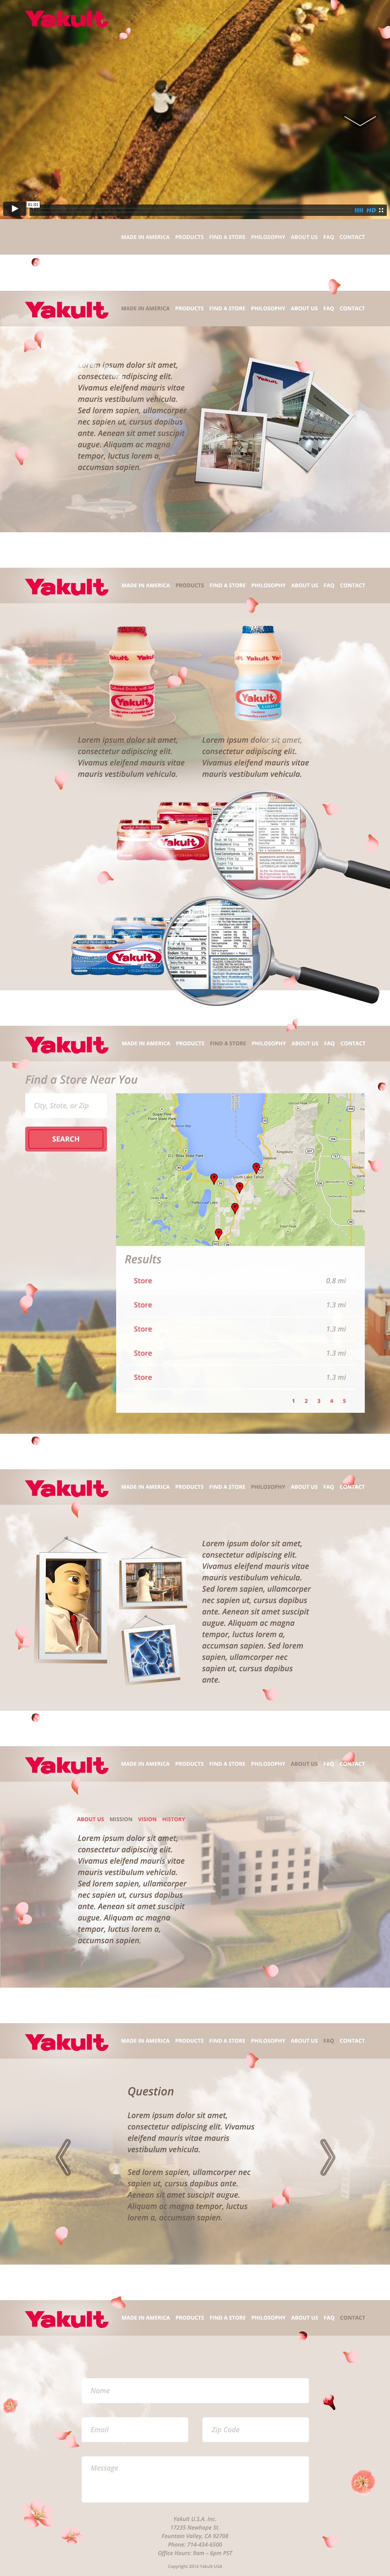 Yakult
01:01
HD
MADE IN AMERICA PRODUCTS FIND A STORE PHILOSOPHY ABOUT US FAQ CONTACT
Yakult
MADE IN AMERICA PRODUCTS FIND A STORE PHILOSOPHY ABOUT US FAQ CONTACT
Lorem ipsum dolor sit amet,
consectetur adipiscing elit.
Vivamus eleifend mauris vitae
mauris vestibulum vehicula.
Sed lorem sapien, ullamcorper
nec sapien ut, cursus dapibus
ante. Aenean sit amet suscipit
augue. Aliquam ac magna
tempor, luctus lorem a,
accumsan sapien.
Yakult
Yakult
MADE IN AMERICA PRODUCTS FIND A STORE PHILOSOPHY ABOUT US FAQ CONTACT
Yakult
Yakult
Lorem ipsum dolor sit amet,
consectetur adipiscing elit.
Vivamus eleifend mauris vitae
mauris vestibulum vehicula.
Lorem ipsum dolor sit amet,
consectetur adipiscing elit.
Vivamus eleifend mauris vitae
mauris vestibulum vehicula.
Yakult
Yakult
Yakult
MADE IN AMERICA PRODUCTS FIND A STORE PHILOSOPHY ABOUT US FAQ CONTACT
Find a Store Near You
City, State, or Zip
SEARCH
Results
Store 0.8 mi
Store 1.3 mi
Store 1.3 mi
Store 1.3 mi
Store 1.3 mi
1 2 3 4 5
Yakult
MADE IN AMERICA PRODUCTS FIND A STORE PHILOSOPHY ABOUT US FAQ CONTACT
Lorem ipsum dolor sit amet,
consectetur adipiscing elit.
Vivamus eleifend mauris vitae
mauris vestibulum vehicula.
Sed lorem sapien, ullamcorper
nec sapien ut, cursus dapibus
ante. Aenean sit amet suscipit
augue. Aliquam ac magna
tempor, luctus lorem a,
accumsan sapien. Sed lorem
sapien, ullamcorper nec
sapien ut, cursus dapibus
ante.
Yakult
MADE IN AMERICA PRODUCTS FIND A STORE PHILOSOPHY ABOUT US FAQ CONTACT
ABOUT US MISSION VISION HISTORY
Lorem ipsum dolor sit amet,
consectetur adipiscing elit.
Vivamus eleifend mauris vitae
mauris vestibulum vehicula.
Sed lorem sapien, ullamcorper
nec sapien ut, cursus dapibus
ante. Aenean sit amet suscipit
augue. Aliquam ac magna
tempor, luctus lorem a,
accumsan sapien.
Yakult
MADE IN AMERICA PRODUCTS FIND A STORE PHILOSOPHY ABOUT US FAQ CONTACT
Question
Lorem ipsum dolor sit amet,
consectetur adipiscing elit. Vivamus
eleifend mauris vitae mauris
vestibulum vehicula.
Sed lorem sapien, ullamcorper nec
sapien ut, cursus dapibus ante.
Aenean sit amet suscipit augue.
Aliquam ac magna tempor, luctus
lorem a, accumsan sapien.
Yakult
MADE IN AMERICA PRODUCTS FIND A STORE PHILOSOPHY ABOUT US FAQ CONTACT
Name
Email
Zip Code
Message
Yakult U.S.A. Inc.
17235 Newhope St.
Fountain Valley, CA 92708
Phone: 714-434-6500
Office Hours: 9am – 6pm PST
Copyright 2014 Yakult USA